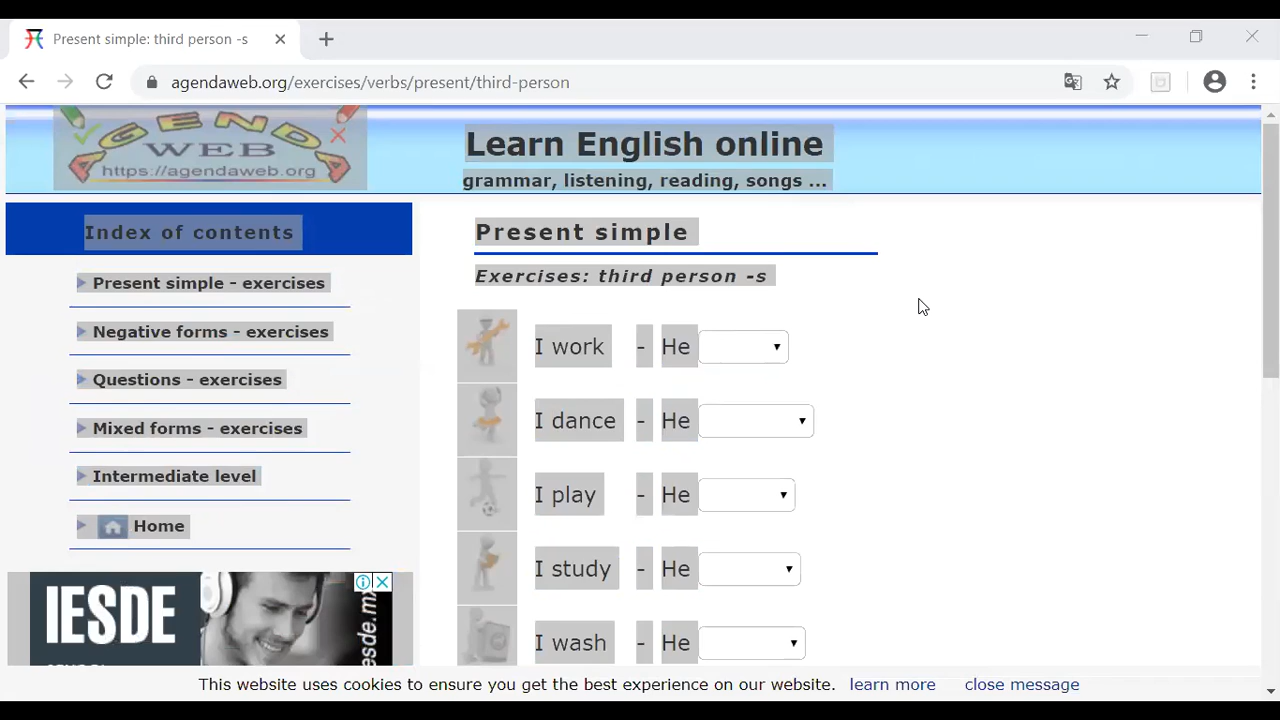 Present simple: third person -s
agendaweb.org/exercises/verbs/present/third-person
AGENDA
WEB
https://agendaweb.org
Learn English online
grammar, listening, reading, songs ...
Index of contents
Present simple - exercises
Negative forms - exercises
Questions - exercises
Mixed forms - exercises
Intermediate level
Home
IESDE
iesde.mx
Present simple
Exercises: third person -s
I work - He
I dance - He
I play - He
I study - He
I wash - He
This website uses cookies to ensure you get the best experience on our website. learn more close message